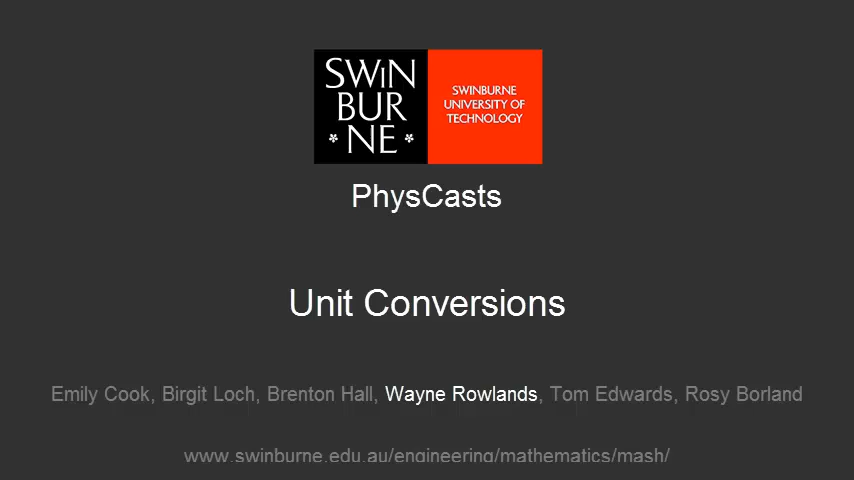 SWIN
BUR
* NE *
SWINBURNE
UNIVERSITY OF
TECHNOLOGY
PhysCasts
Unit Conversions
Emily Cook, Birgit Loch, Brenton Hall, Wayne Rowlands, Tom Edwards, Rosy Borland
www.swinburne.edu.au/engineering/mathematics/mash/